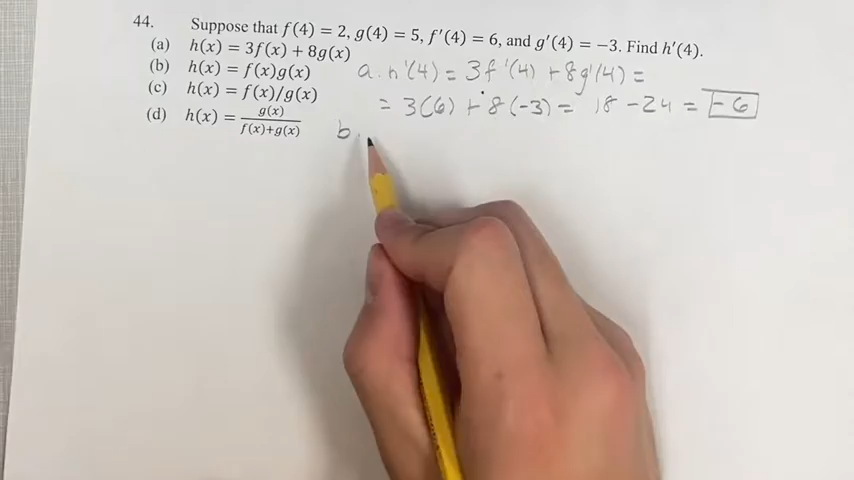 44. Suppose that f(4) = 2, g(4) = 5, f′(4) = 6, and g′(4) = −3. Find h′(4).
(a) h(x) = 3f(x) + 8g(x)
(b) h(x) = f(x)g(x)
(c) h(x) = f(x)/g(x)
(d) h(x) = g(x)/f(x)+g(x)
a. h'(4) = 3f'(4) + 8g'(4) =
= 3(6) + 8(-3) = 18 - 24 = -6
b.